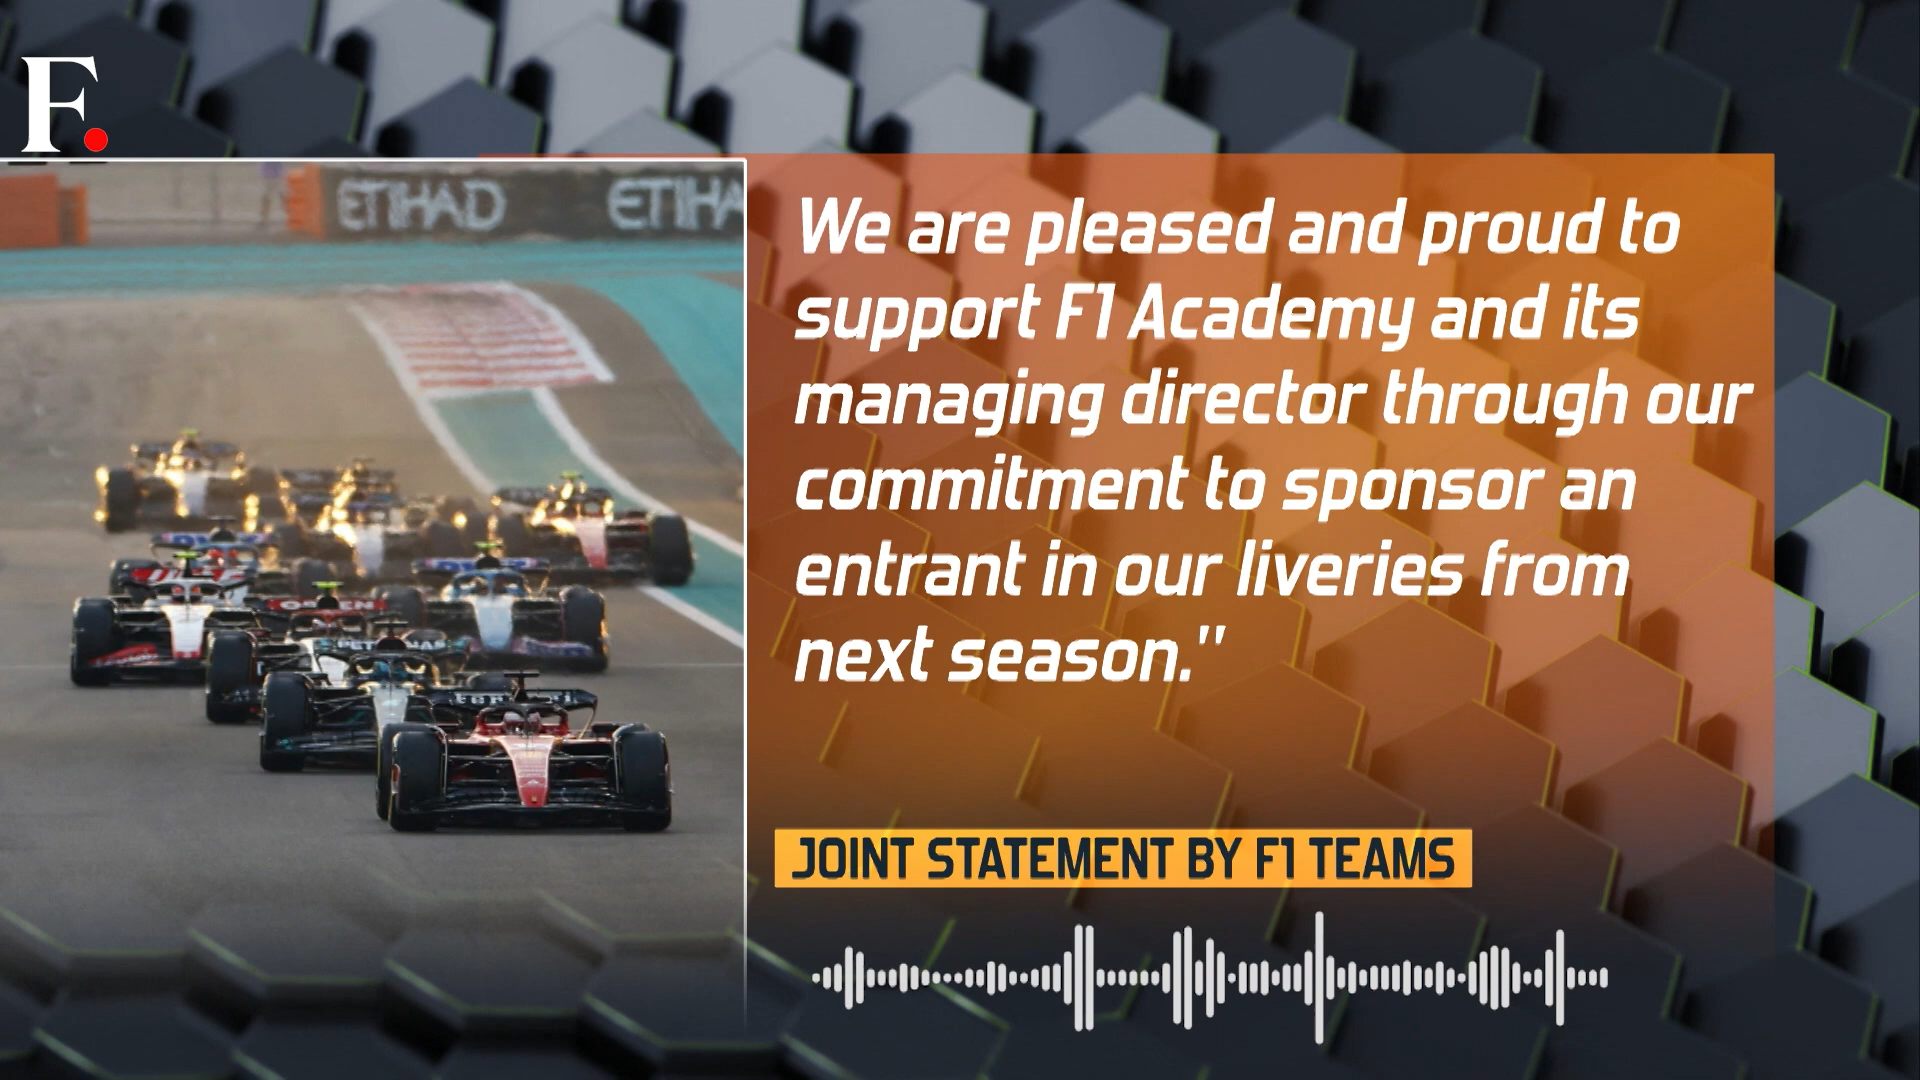 F.
ETIHAD ETIHA
We are pleased and proud to
support F1 Academy and its
managing director through our
commitment to sponsor an
entrant in our liveries from
next season."
JOINT STATEMENT BY F1 TEAMS